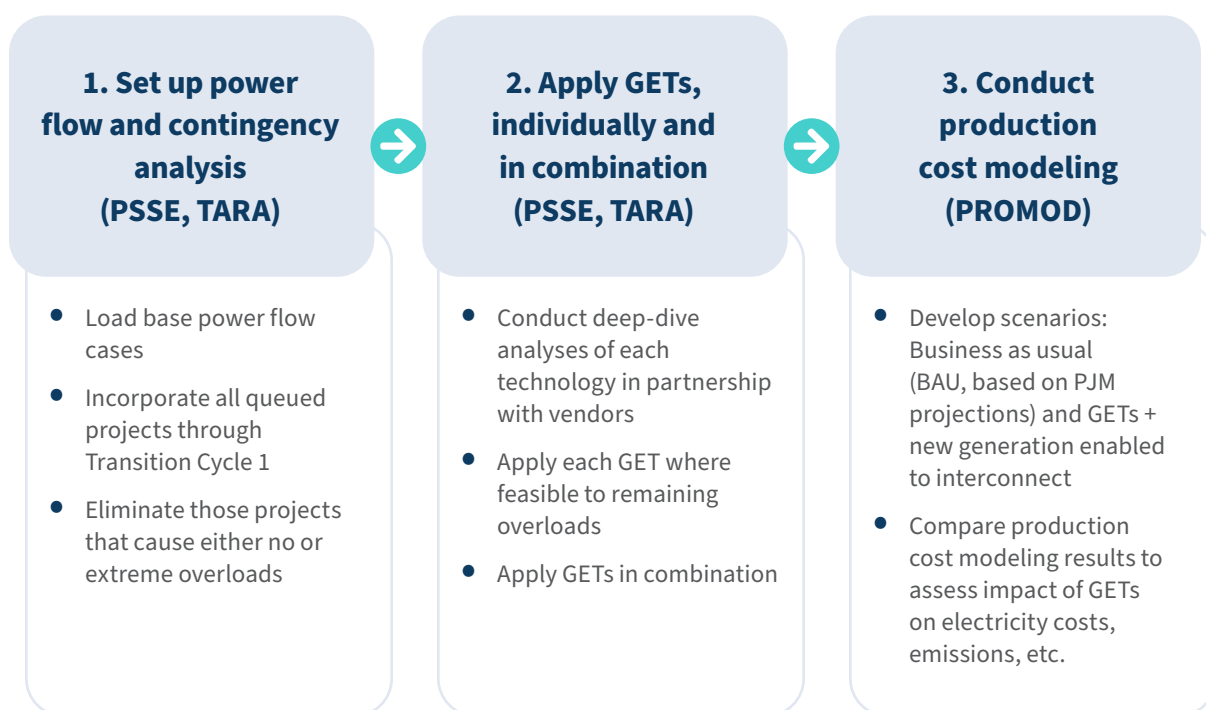 1. Set up power
flow and contingency
analysis
(PSSE, TARA)
• Load base power flow
cases
• Incorporate all queued
projects through
Transition Cycle 1
• Eliminate those projects
that cause either no or
extreme overloads
2. Apply GETs,
individually and
in combination
(PSSE, TARA)
• Conduct deep-dive
analyses of each
technology in partnership
with vendors
• Apply each GET where
feasible to remaining
overloads
• Apply GETs in combination
3. Conduct
production
cost modeling
(PROMOD)
• Develop scenarios:
Business as usual
(BAU, based on PJM
projections) and GETs +
new generation enabled
to interconnect
• Compare production
cost modeling results to
assess impact of GETs
on electricity costs,
emissions, etc.